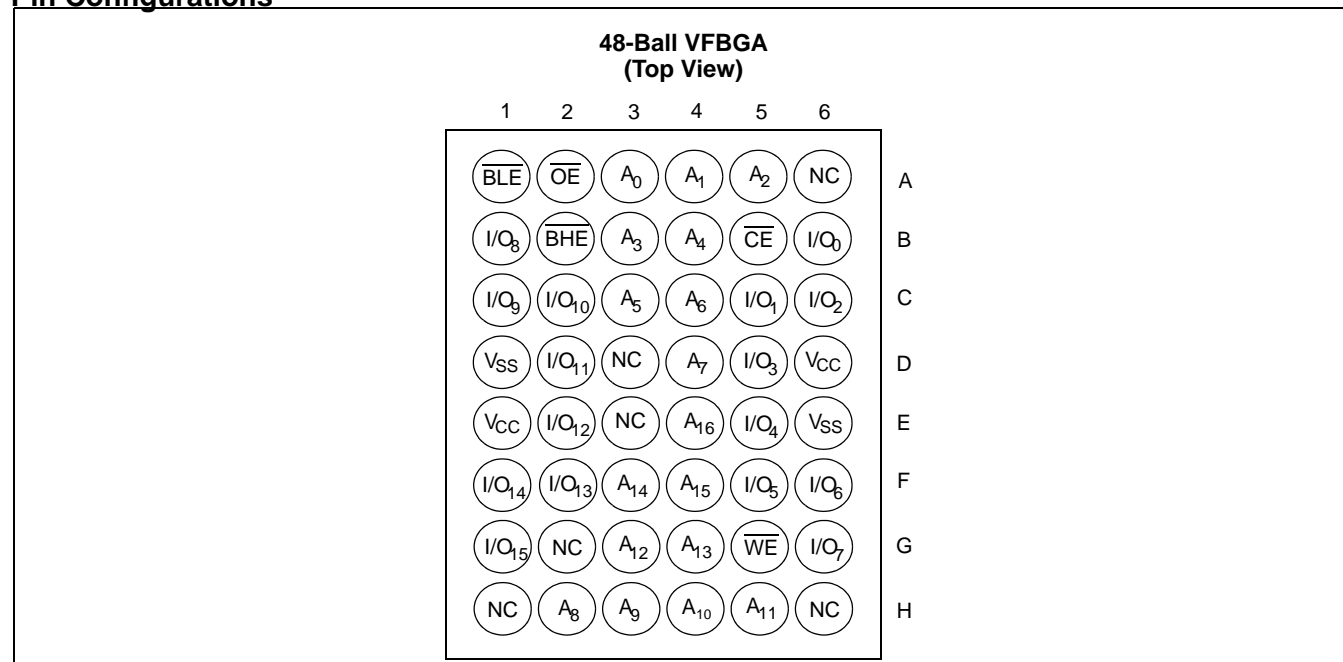 Pin Configurations
48-Ball VFBGA
(Top View)
1 2 3 4 5 6
BLE OE A0 A1 A2 NC A
I/O8 BHE A3 A4 CE I/O0 B
I/O9 I/O10 A5 A6 I/O1 I/O2 C
VSS I/O11 NC A7 I/O3 VCC D
VCC I/O12 NC A16 I/O4 VSS E
I/O14 I/O13 A14 A15 I/O5 I/O6 F
I/O15 NC A12 A13 WE I/O7 G
NC A8 A9 A10 A11 NC H